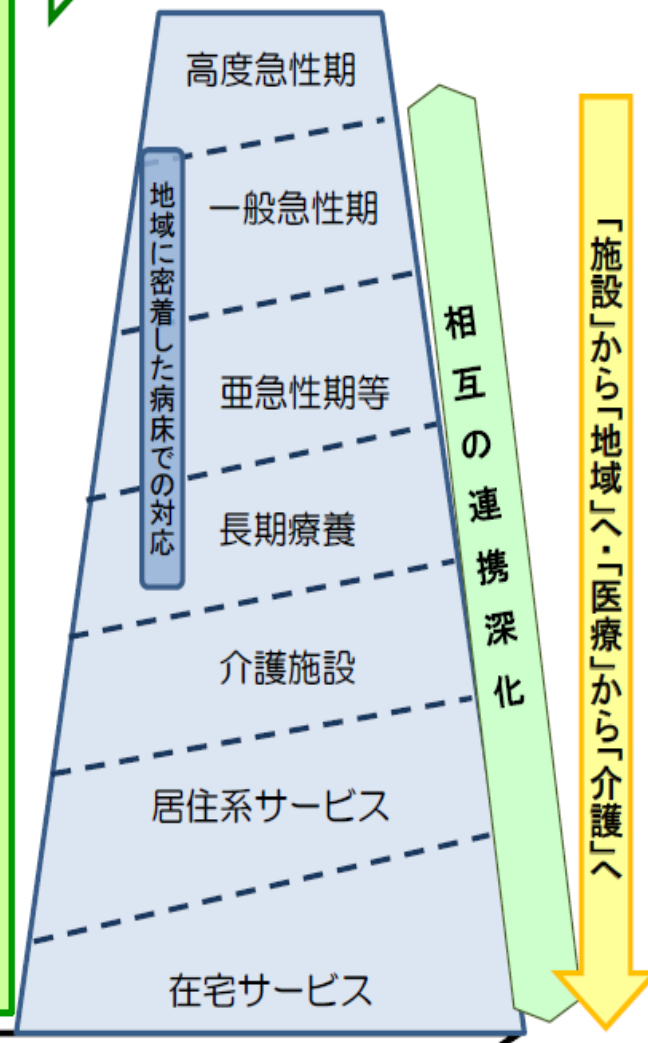 高度急性期
一般急性期
亜急性期等
長期療養
介護施設
居住系サービス
在宅サービス
地域に密着した病床での対応
相互の連携深化
「施設」から「地域」へ・「医療」から「介護」へ